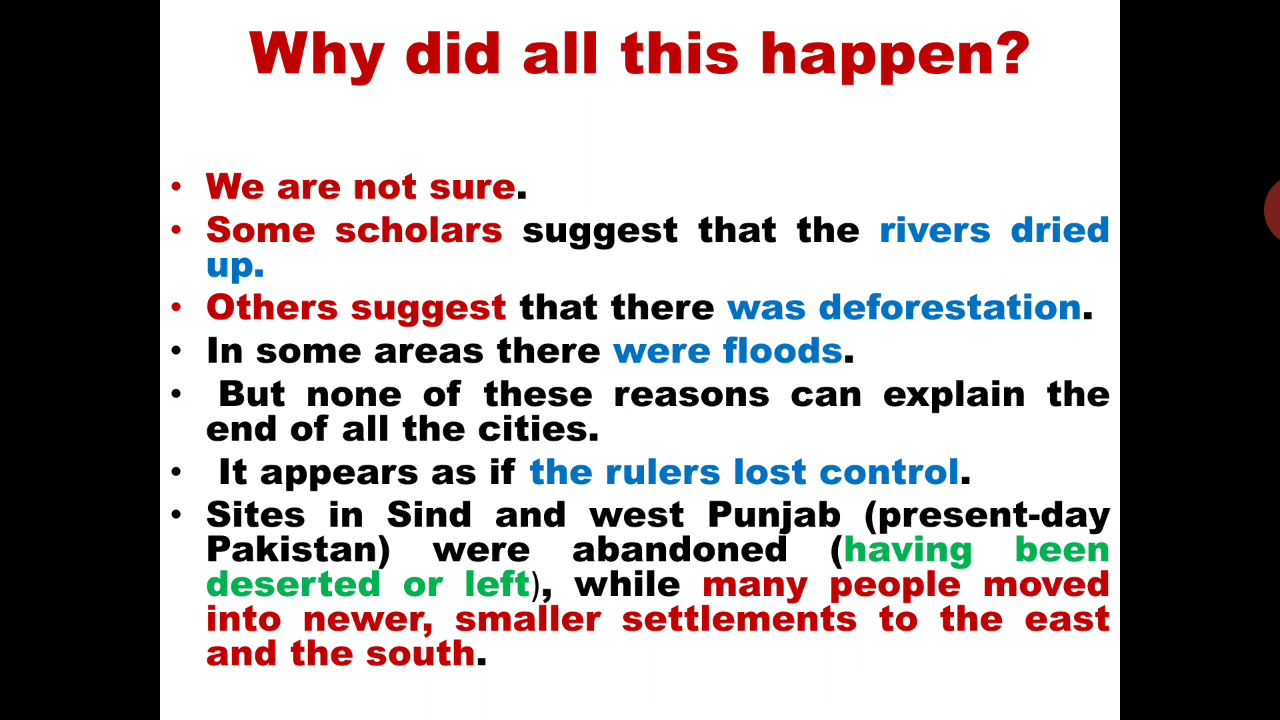 Why did all this happen?
• We are not sure.
• Some scholars suggest that the rivers dried
up.
• Others suggest that there was deforestation.
• In some areas there were floods.
• But none of these reasons can explain the
end of all the cities.
• It appears as if the rulers lost control.
• Sites in Sind and west Punjab (present-day
Pakistan) were abandoned (having been
deserted or left), while many people moved
into newer, smaller settlements to the east
and the south.